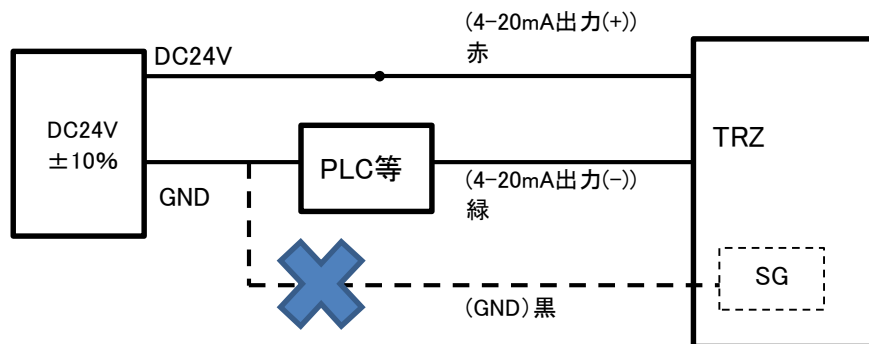 (4-20mA出力(+))
赤
DC24V
DC24V
±10%
TRZ
PLC等
GND
(4-20mA出力(-))
緑
SG
(GND)黒